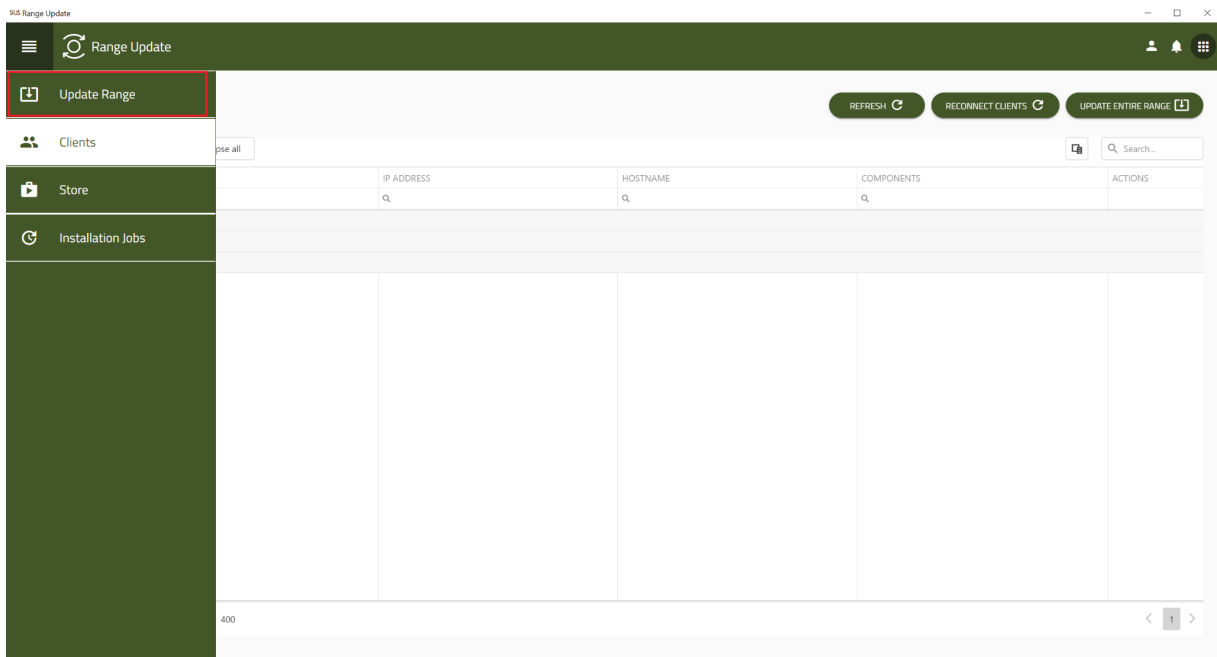 SIUS Range Update
Range Update
Update Range
Clients
Store
Installation Jobs
REFRESH
RECONNECT CLIENTS
UPDATE ENTIRE RANGE
pse all
Search...
IP ADDRESS
HOSTNAME
COMPONENTS
ACTIONS
400
1